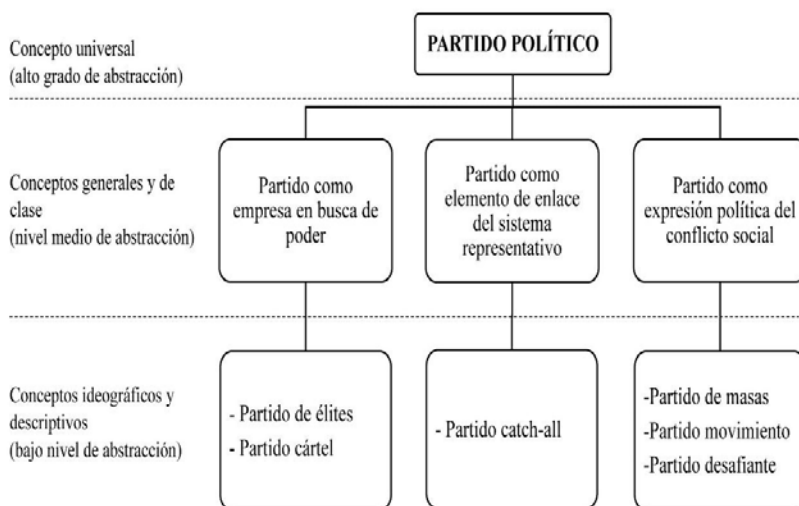 Concepto universal
(alto grado de abstracción)
PARTIDO POLÍTICO
Conceptos generales y de
clase
(nivel medio de abstracción)
Partido como
empresa en busca de
poder
Partido como
elemento de enlace
del sistema
representativo
Partido como
expresión política del
conflicto social
Conceptos ideográficos y
descriptivos
(bajo nivel de abstracción)
- Partido de élites
- Partido cártel
- Partido catch-all
-Partido de masas
-Partido movimiento
-Partido desafiante